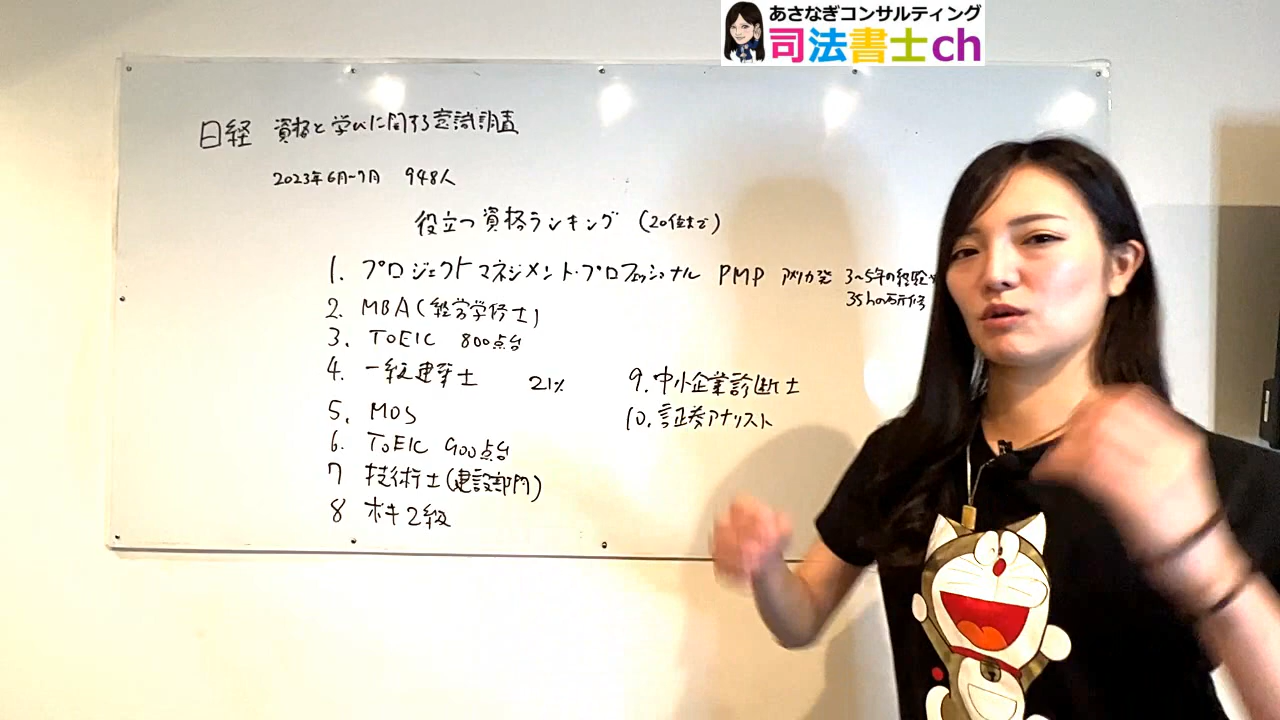 あさなぎコンサルティング
司法書士ch
日経 資格と学びに関する意識調査
2023年6月~7月 948人
役立つ資格ランキング (20位まで)
1. プロジェクトマネジメント・プロフェッショナル PMP アメリカ発 3~5年の経験や
35hの研修
2. MBA (経営学修士)
3. TOEIC 800点台
4. 一級建築士 21%
5. MOS
6. TOEIC 900点台
7 技術士(建設部門)
8 ボキ2級
9. 中小企業診断士
10. 証券アナリスト